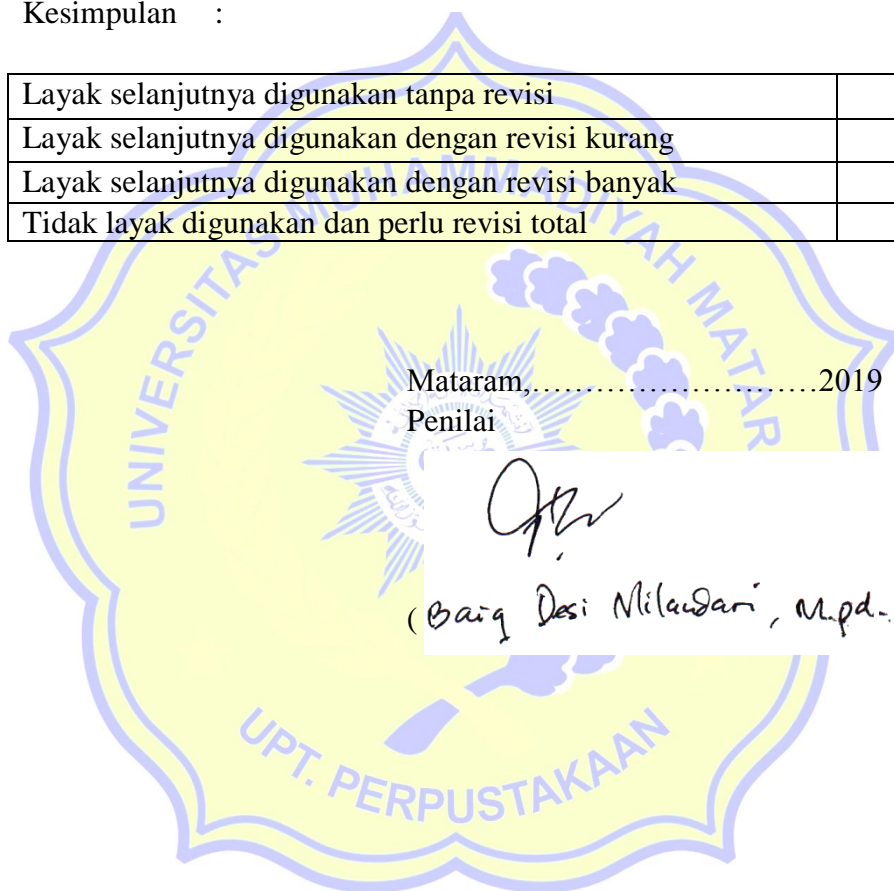 Kesimpulan :
Layak selanjutnya digunakan tanpa revisi
Layak selanjutnya digunakan dengan revisi kurang
Layak selanjutnya digunakan dengan revisi banyak
Tidak layak digunakan dan perlu revisi total
UNIVERSITAS MUHAMMADIYAH MATAR
Mataram,..............................2019
Penilai
(Baiq Desi Milandari, M.pd.
UPT. PERPUSTAKAAN